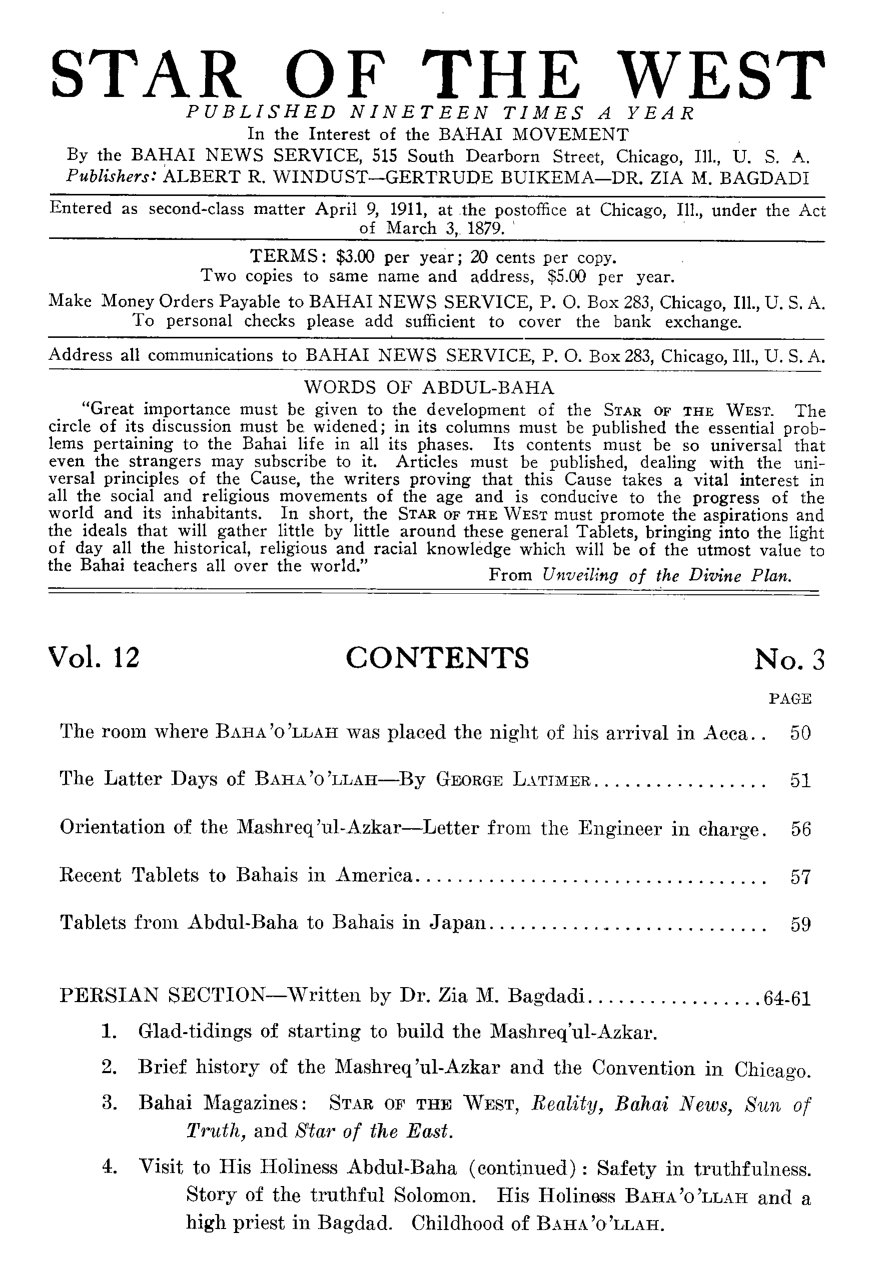 STAR OF THE WEST
PUBLISHED NINETEEN TIMES A YEAR
In the Interest of the BAHAI MOVEMENT
By the BAHAI NEWS SERVICE, 515 South Dearborn Street, Chicago, Ill., U. S. A.
Publishers: ALBERT R. WINDUST—GERTRUDE BUIKEMA—DR. ZIA M. BAGDADI
Entered as second-class matter April 9, 1911, at the postoffice at Chicago, Ill., under the Act
of March 3, 1879.
TERMS: $3.00 per year; 20 cents per copy.
Two copies to same name and address, $5.00 per year.
Make Money Orders Payable to BAHAI NEWS SERVICE, P. O. Box 283, Chicago, Ill., U. S. A.
To personal checks please add sufficient to cover the bank exchange.
Address all communications to BAHAI NEWS SERVICE, P. O. Box 283, Chicago, Ill., U. S. A.
WORDS OF ABDUL-BAHA
"Great importance must be given to the development of the STAR OF THE WEST. The
circle of its discussion must be widened; in its columns must be published the essential prob-
lems pertaining to the Bahai life in all its phases. Its contents must be so universal that
even the strangers may subscribe to it. Articles must be published, dealing with the uni-
versal principles of the Cause, the writers proving that this Cause takes a vital interest in
all the social and religious movements of the age and is conducive to the progress of the
world and its inhabitants. In short, the STAR OF THE WEST must promote the aspirations and
the ideals that will gather little by little around these general Tablets, bringing into the light
of day all the historical, religious and racial knowledge which will be of the utmost value to
the Bahai teachers all over the world."
From Unveiling of the Divine Plan.
Vol. 12 CONTENTS No. 3
PAGE
The room where BAHA'O'LLAH was placed the night of his arrival in Acca.. 50
The Latter Days of BAHA'O'LLAH—By GEORGE LATIMER................. 51
Orientation of the Mashreq'ul-Azkar—Letter from the Engineer in charge. 56
Recent Tablets to Bahais in America................................. 57
Tablets from Abdul-Baha to Bahais in Japan........................... 59
PERSIAN SECTION—Written by Dr. Zia M. Bagdadi.................64-61
1. Glad-tidings of starting to build the Mashreq'ul-Azkar.
2. Brief history of the Mashreq'ul-Azkar and the Convention in Chicago.
3. Bahai Magazines: STAR OF THE WEST, Reality, Bahai News, Sun of
Truth, and Star of the East.
4. Visit to His Holiness Abdul-Baha (continued): Safety in truthfulness.
Story of the truthful Solomon. His Holiness BAHA'O'LLAH and a
high priest in Bagdad. Childhood of BAHA'O'LLAH.